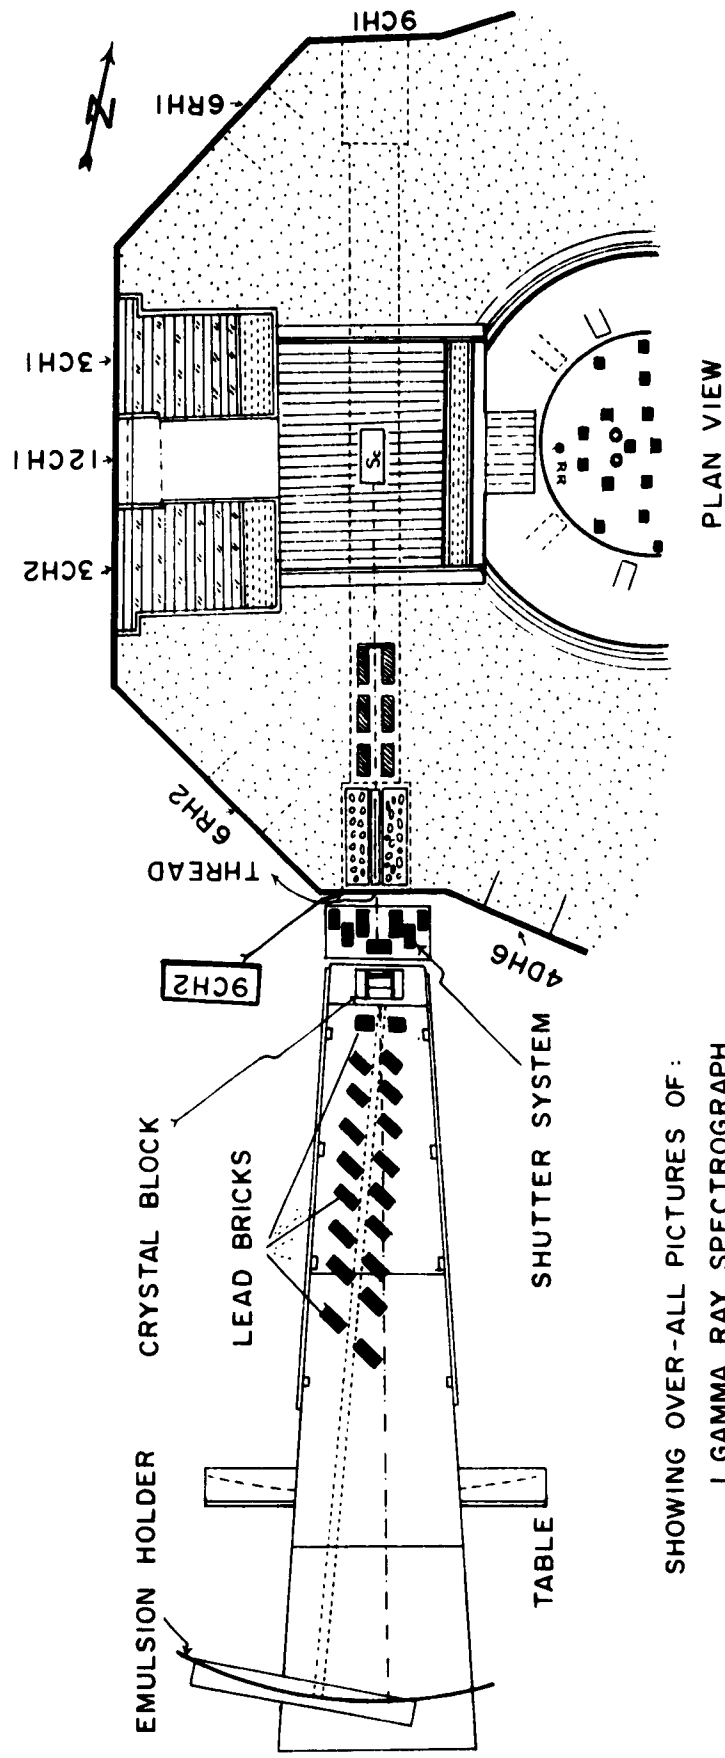 9CH1
6RH1
N
3CH1
12CH1
3CH2
Sc
RR
PLAN VIEW
6RH2
THREAD
9CH2
4DH6
CRYSTAL BLOCK
LEAD BRICKS
SHUTTER SYSTEM
EMULSION HOLDER
TABLE
SHOWING OVER-ALL PICTURES OF:
1 GAMMA RAY SPECTROGRAPH